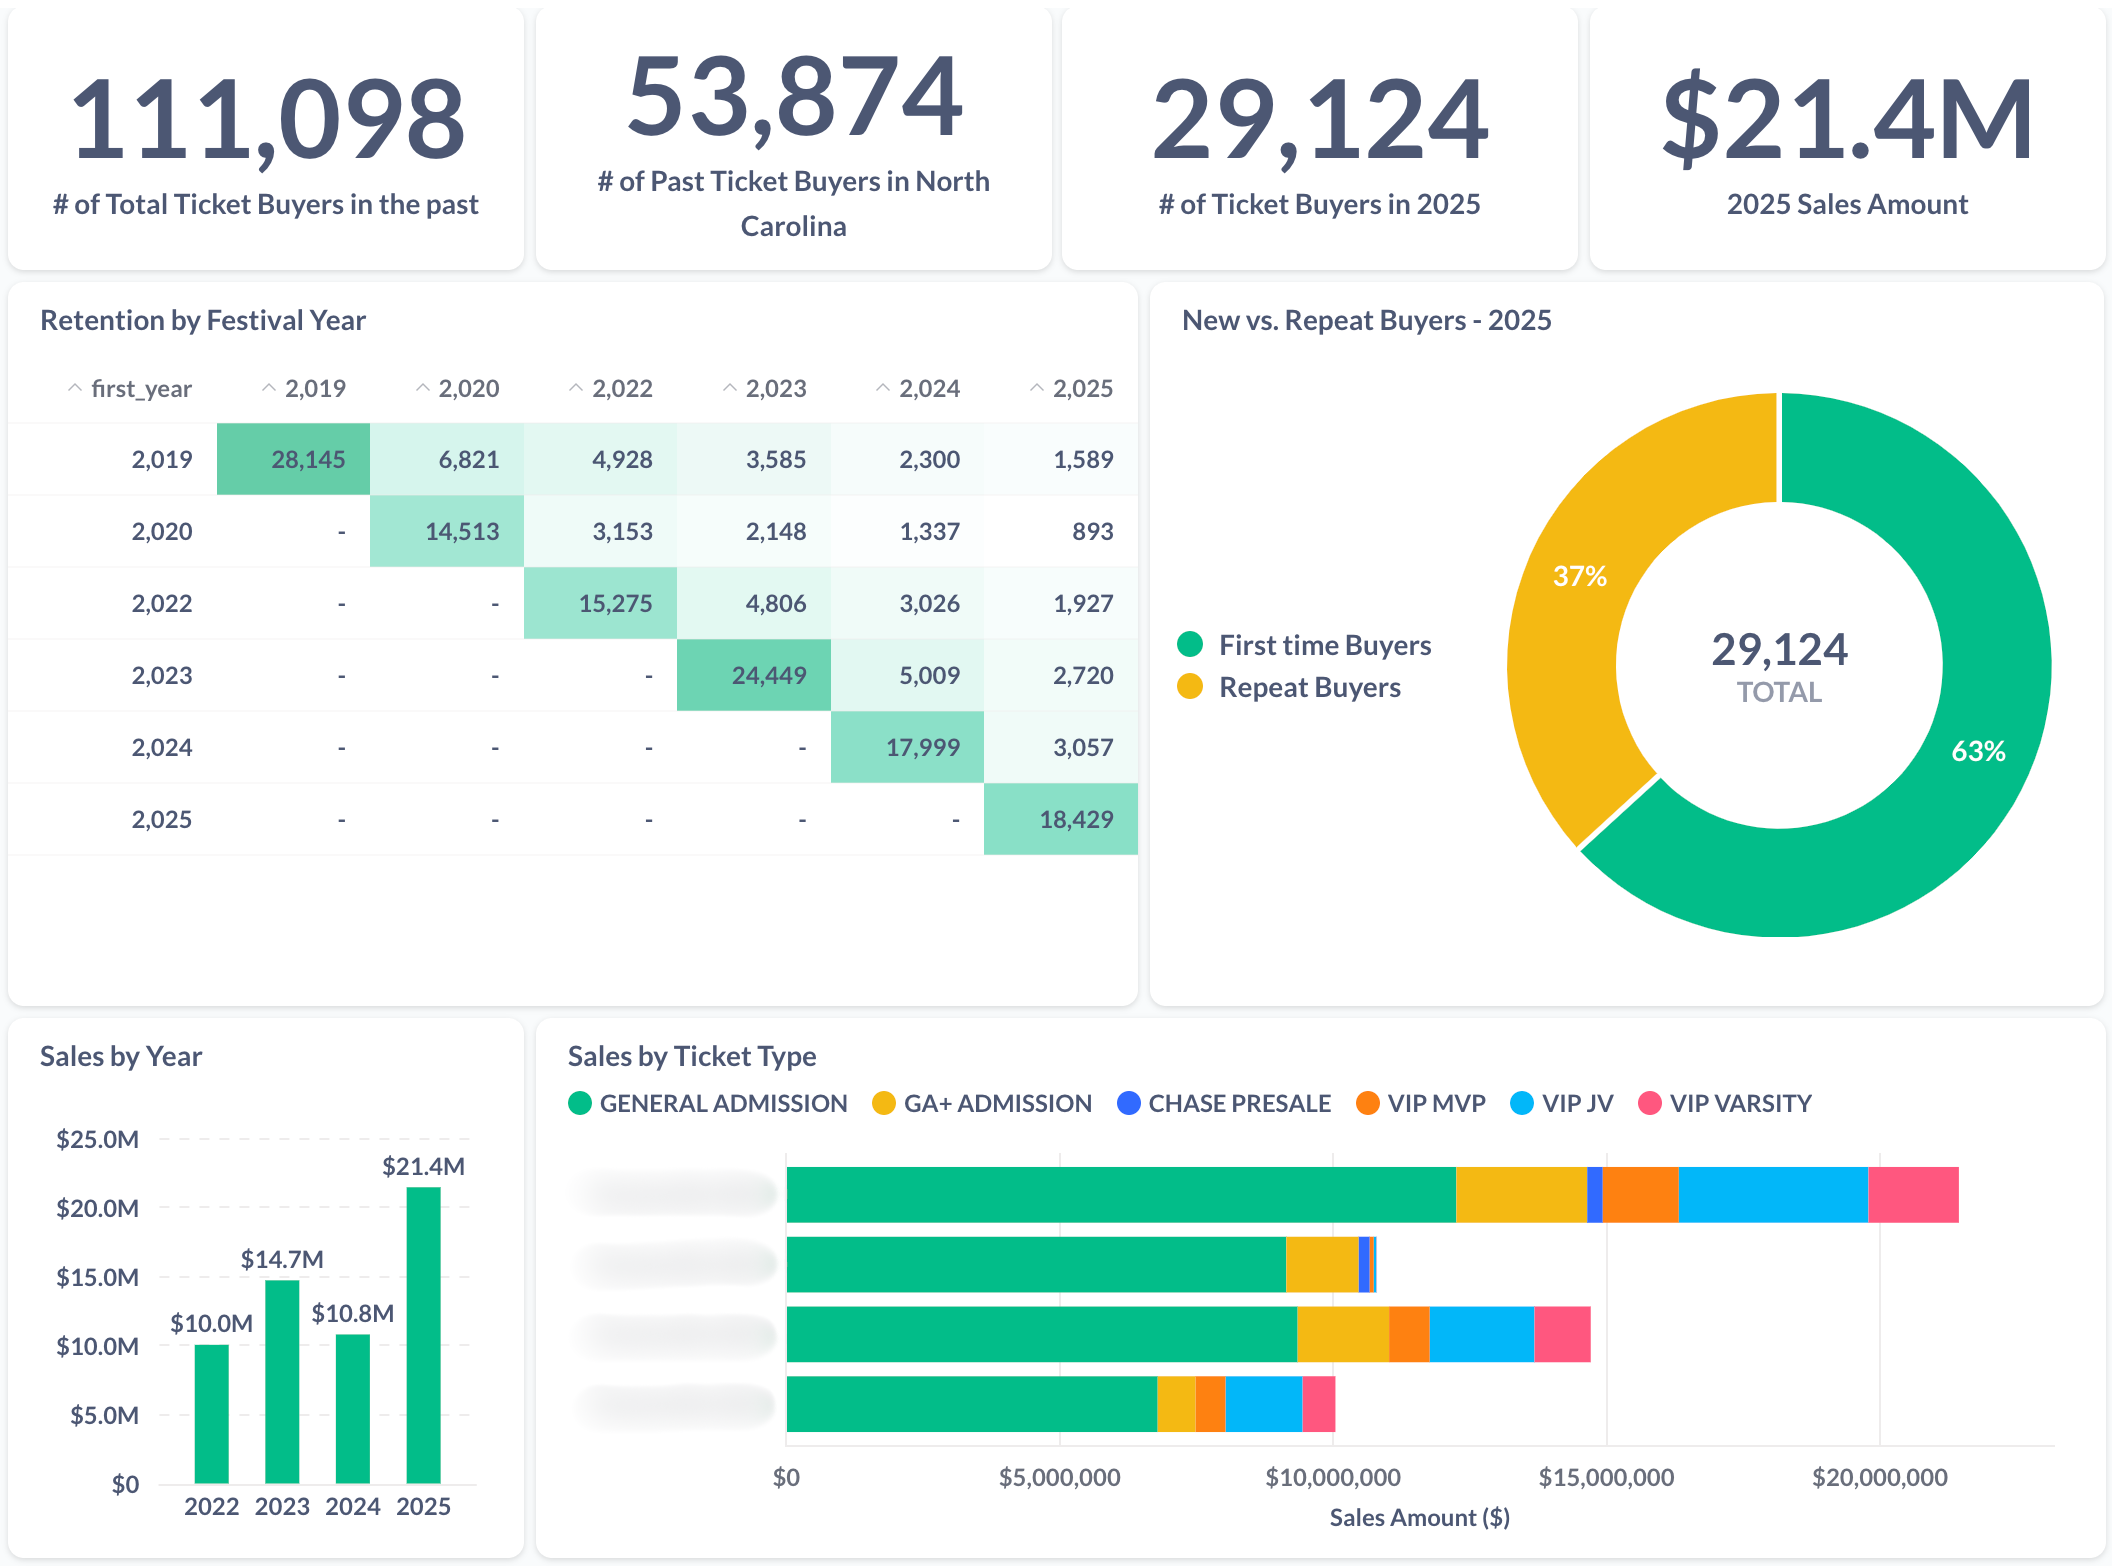 111,098
# of Total Ticket Buyers in the past
53,874
# of Past Ticket Buyers in North
Carolina
29,124
# of Ticket Buyers in 2025
$21.4M
2025 Sales Amount
Retention by Festival Year
first_year 2,019 2,020 2,022 2,023 2,024 2,025
2,019 28,145 6,821 4,928 3,585 2,300 1,589
2,020 - 14,513 3,153 2,148 1,337 893
2,022 - - 15,275 4,806 3,026 1,927
2,023 - - - 24,449 5,009 2,720
2,024 - - - - 17,999 3,057
2,025 - - - - - 18,429
New vs. Repeat Buyers - 2025
First time Buyers
Repeat Buyers
37%
29,124
TOTAL
63%
Sales by Year
$25.0M
$20.0M
$15.0M
$10.0M
$5.0M
$0
$10.0M
$14.7M
$10.8M
$21.4M
2022 2023 2024 2025
Sales by Ticket Type
GENERAL ADMISSION GA+ ADMISSION CHASE PRESALE VIP MVP VIP JV VIP VARSITY
$0 $5,000,000 $10,000,000 $15,000,000 $20,000,000
Sales Amount ($)